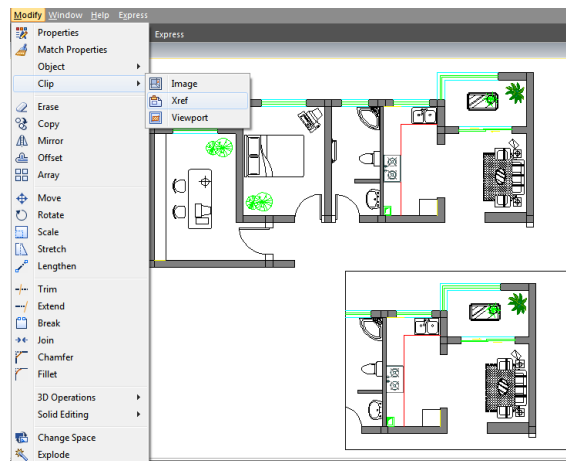 Modify Window Help Express
Properties
Express
Match Properties
Object
Clip
Image
Xref
Viewport
Erase
Copy
Mirror
Offset
Array
Move
Rotate
Scale
Stretch
Lengthen
Trim
Extend
Break
Join
Chamfer
Fillet
3D Operations
Solid Editing
Change Space
Explode